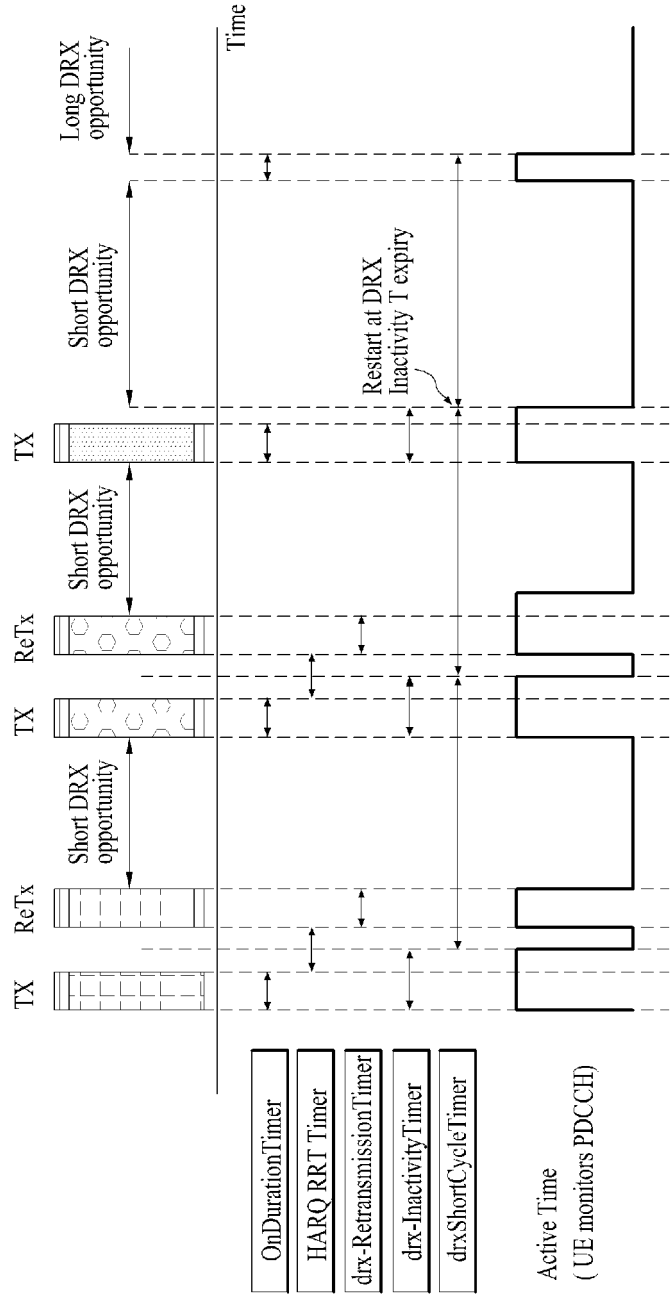 TX
ReTx
TX
ReTx
TX
Short DRX
opportunity
Short DRX
opportunity
Short DRX
opportunity
Long DRX
opportunity
Time
OnDurationTimer
HARQ RRT Timer
drx-RetransmissionTimer
drx-InactivityTimer
drxShortCycleTimer
Restart at DRX
Inactivity T expiry
Active Time
( UE monitors PDCCH)